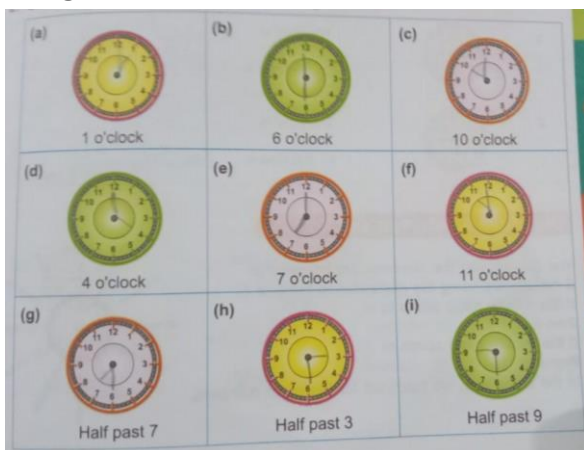 (a) (b) (c)
1 o'clock 6 o'clock 10 o'clock
(d) (e) (f)
4 o'clock 7 o'clock 11 o'clock
(g) (h) (i)
Half past 7 Half past 3 Half past 9